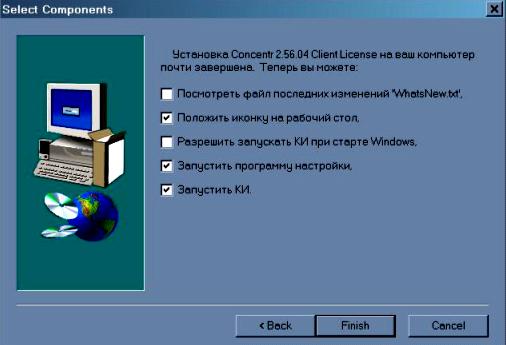 Select Components
Установка Concentr 2.56.04 Client License на ваш компьютер
почти завершена. Теперь вы можете:
Посмотреть файл последних изменений "WhatsNew.txt",
Положить иконку на рабочий стол,
Разрешить запускать КИ при старте Windows,
Запустить программу настройки,
Запустить КИ.
< Back
Finish
Cancel